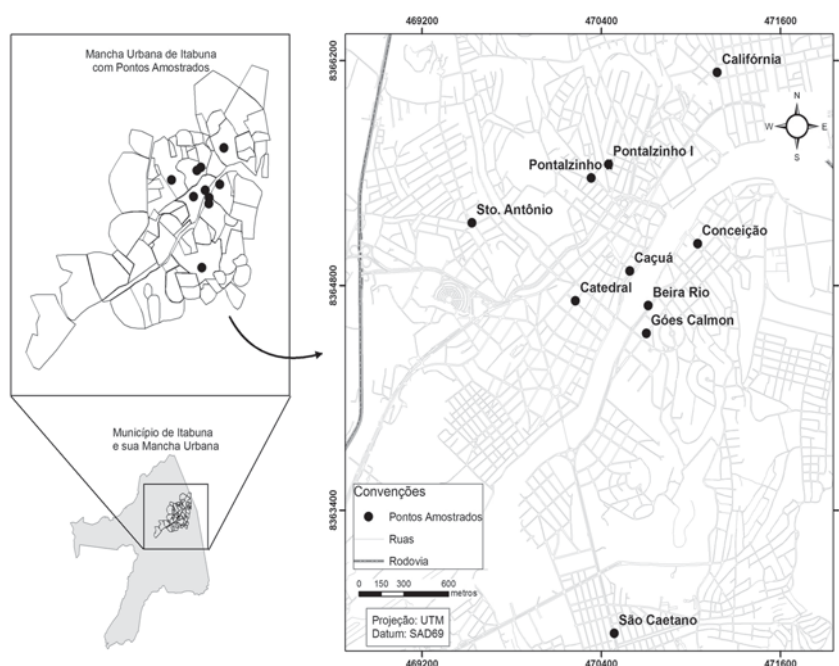 Mancha Urbana de Itabuna
com Pontos Amostrados
Município de Itabuna
e sua Mancha Urbana
469200
470400
471600
8366200
8364800
8363400
Califórnia
N
W
E
S
Pontalzinho I
Pontalzinho
Sto. Antônio
Conceição
Caçuá
Catedral
Beira Rio
Góes Calmon
São Caetano
Convenções
Pontos Amostrados
Ruas
Rodovia
0 150 300 600
metros
Projeção: UTM
Datum: SAD69
469200
470400
471600